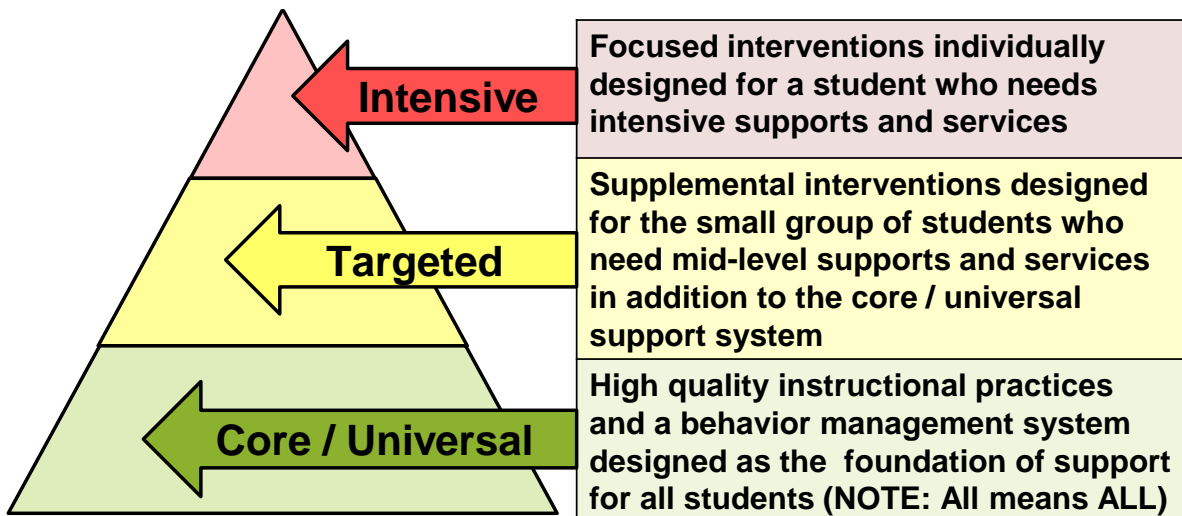 Intensive
Focused interventions individually
designed for a student who needs
intensive supports and services
Targeted
Supplemental interventions designed
for the small group of students who
need mid-level supports and services
in addition to the core / universal
support system
Core / Universal
High quality instructional practices
and a behavior management system
designed as the  foundation of support
for all students (NOTE: All means ALL)